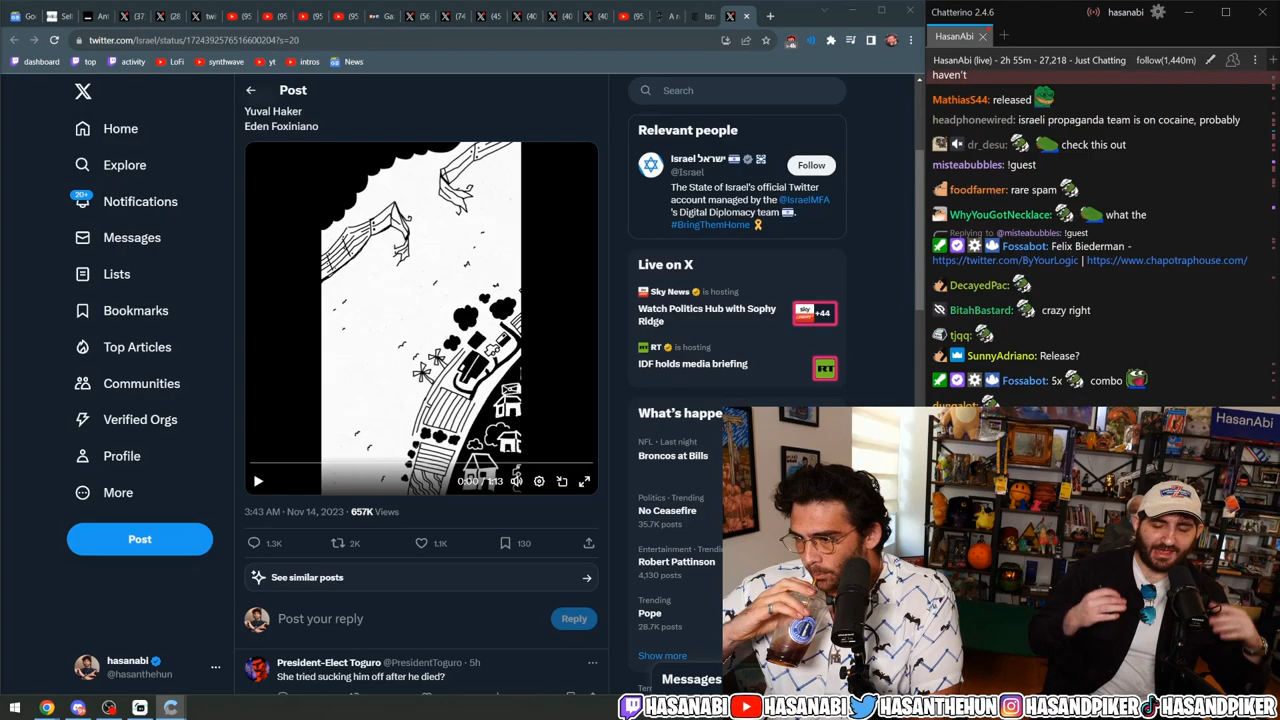 twitter.com/Israel/status/1724392576516600204?s=20
dashboard
top
activity
LoFi
synthwave
yt
intros
News
Post
Yuval Haker
Eden Foxiniano
Home
Explore
20+
Notifications
Messages
Lists
Bookmarks
Top Articles
Communities
Verified Orgs
Profile
More
Post
hasanabi
@hasanthehun
0:00 / 1:13
3:43 AM · Nov 14, 2023 · 657K Views
1.3K
2K
1.1K
130
See similar posts
Post your reply
Reply
President-Elect Toguro @PresidentToguro · 5h
She tried sucking him off after he died?
Search
Relevant people
Israel ישראל
@Israel
Follow
The State of Israel's official Twitter
account managed by the @IsraelMFA
's Digital Diplomacy team
#BringThemHome
Live on X
Sky News is hosting
Watch Politics Hub with Sophy
Ridge
sky news
+44
RT is hosting
IDF holds media briefing
RT
What's happe
NFL · Last night
Broncos at Bills
Politics · Trending
No Ceasefire
35.7K posts
Entertainment · Trendin
Robert Pattinson
4,130 posts
Trending
Pope
28.7K posts
Show more
Messages
Chatterino 2.4.6
hasanabi
HasanAbi
HasanAbi (live) - 2h 55m - 27,218 - Just Chatting
follow(1,440m)
haven't
MathiasS44: released
headphonewired: israeli propaganda team is on cocaine, probably
dr_desu: check this out
misteabubbles: !guest
foodfarmer: rare spam
WhyYouGotNecklace: what the
Replying to @misteabubbles: !guest
Fossabot: Felix Biederman -
https://twitter.com/ByYourLogic | https://www.chapotraphouse.com/
DecayedPac:
BitahBastard: crazy right
tjqq:
SunnyAdriano: Release?
Fossabot: 5x combo
HasanAbi
HASANABI
HASANABI
HASANTHEHUN
HASANDPIKER
HASANDPIKER